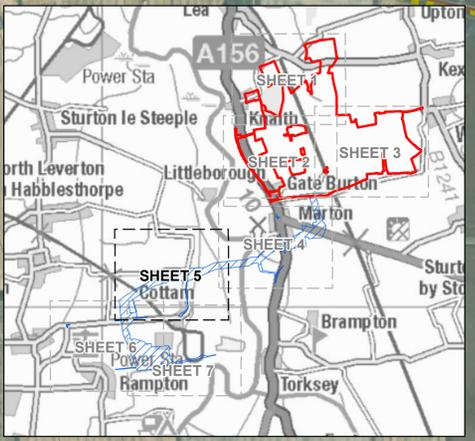 Lea
Upton
A156
Power Sta
SHEET 1
Kex
Sturton le Steeple
Knaith
SHEET 2
SHEET 3
orth Leverton
Habblesthorpe
Littleborough
Gate Burton
B1241
Marton
SHEET 4
SHEET 5
Cottam
Sturto
by Sto
Brampton
SHEET 6
Power Sta
SHEET 7
Rampton
Torksey